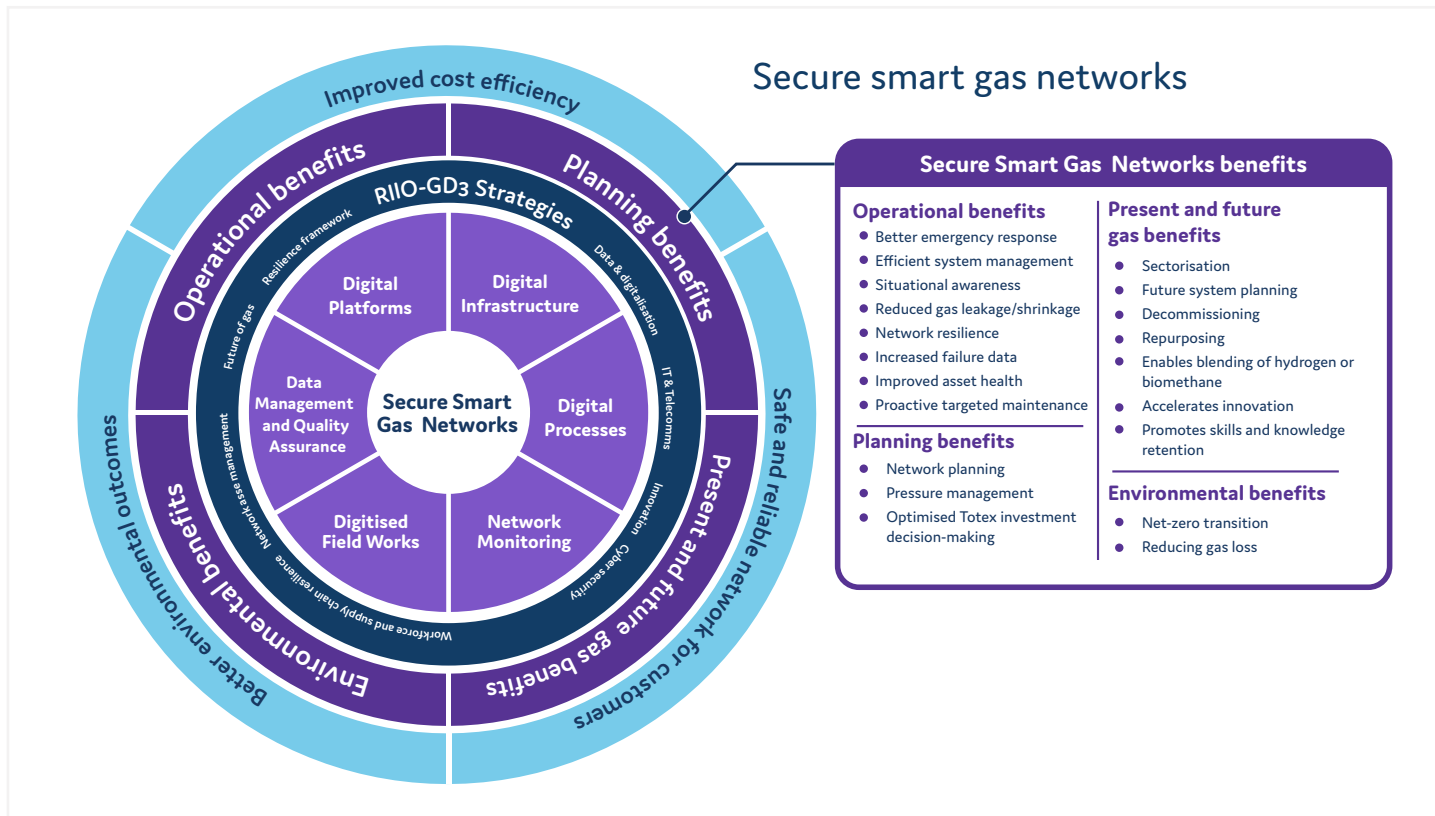 Secure smart gas networks
Improved cost efficiency
Safe and reliable network for customers
Better environmental outcomes
Operational benefits
Planning benefits
Present and future gas benefits
Environmental benefits
RIIO-GD3 Strategies
Data & digitalisation
IT & Telecomms
Innovation
Cyber security
Workforce and supply chain resilience
Network asse management
Future of gas
Resilience framework
Digital
Platforms
Digital
Infrastructure
Digital
Processes
Network
Monitoring
Digitised
Field Works
Data
Management
and Quality
Assurance
Secure Smart
Gas Networks
Secure Smart Gas Networks benefits
Operational benefits
Better emergency response
Efficient system management
Situational awareness
Reduced gas leakage/shrinkage
Network resilience
Increased failure data
Improved asset health
Proactive targeted maintenance
Planning benefits
Network planning
Pressure management
Optimised Totex investment
decision-making
Present and future
gas benefits
Sectorisation
Future system planning
Decommissioning
Repurposing
Enables blending of hydrogen or
biomethane
Accelerates innovation
Promotes skills and knowledge
retention
Environmental benefits
Net-zero transition
Reducing gas loss